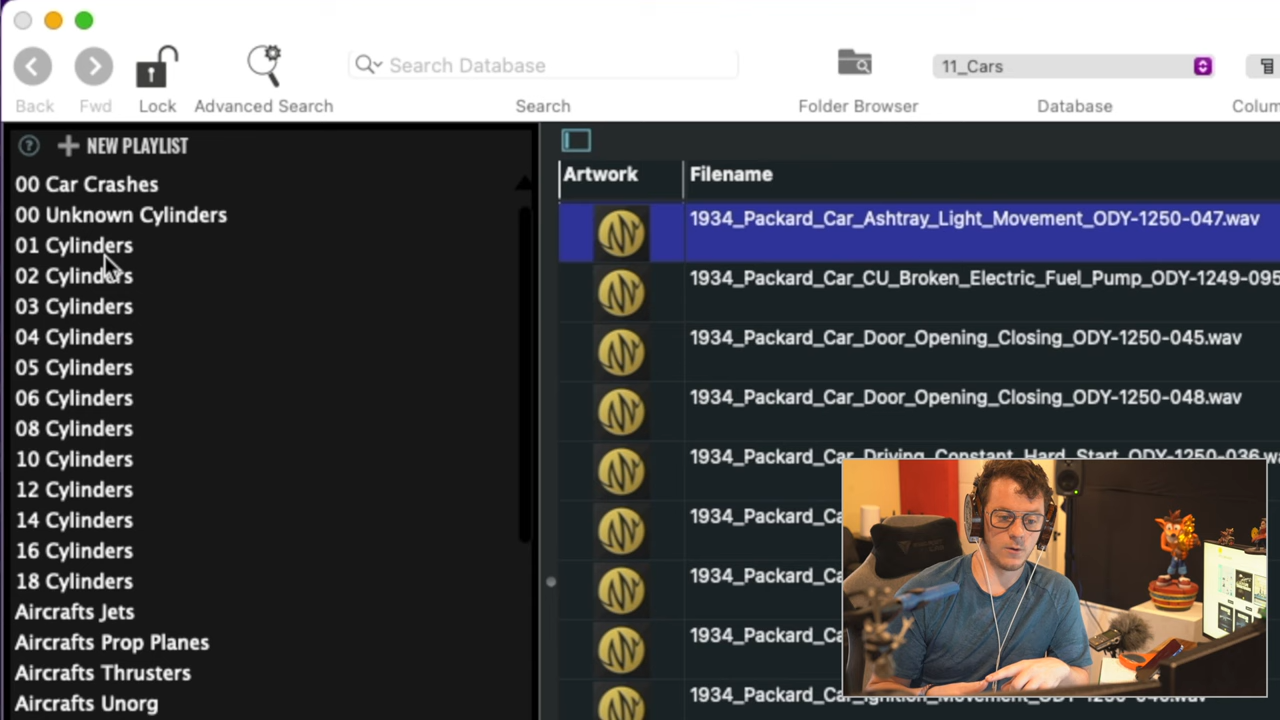 Search Database
11_Cars
Back
Fwd
Lock
Advanced Search
Search
Folder Browser
Database
Colum
NEW PLAYLIST
00 Car Crashes
00 Unknown Cylinders
01 Cylinders
02 Cylinders
03 Cylinders
04 Cylinders
05 Cylinders
06 Cylinders
08 Cylinders
10 Cylinders
12 Cylinders
14 Cylinders
16 Cylinders
18 Cylinders
Aircrafts Jets
Aircrafts Prop Planes
Aircrafts Thrusters
Aircrafts Unorg
Artwork
Filename
1934_Packard_Car_Ashtray_Light_Movement_ODY-1250-047.wav
1934_Packard_Car_CU_Broken_Electric_Fuel_Pump_ODY-1249-095
1934_Packard_Car_Door_Opening_Closing_ODY-1250-045.wav
1934_Packard_Car_Door_Opening_Closing_ODY-1250-048.wav
1934_Packard_Car_Driving_Constant_Hard_Start_ODY-1250-036.wa
1934_Packard_Ca
1934_Packard_Ca
1934_Packard_Ca
1934_Packard_Ca